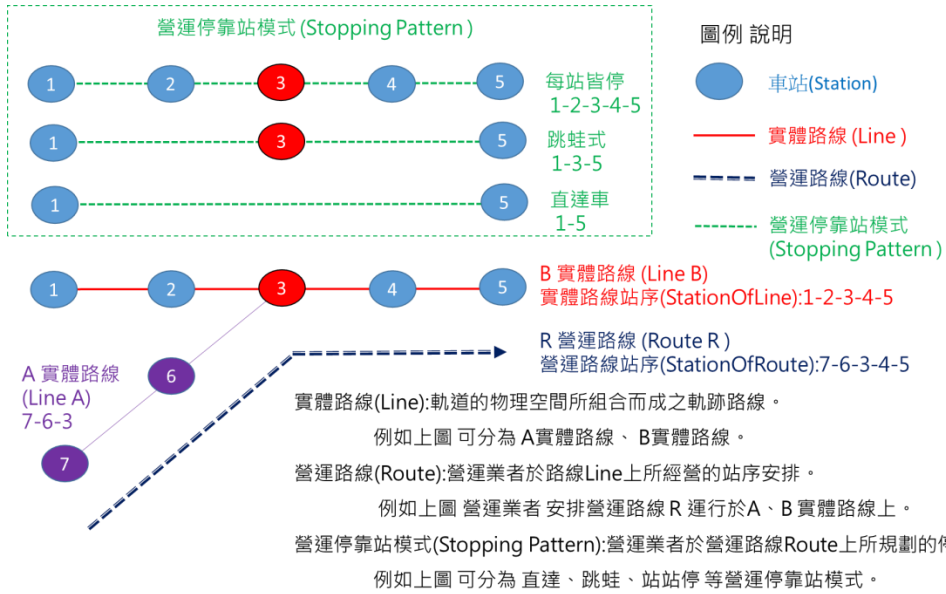 營運停靠站模式(Stopping Pattern)
1 2 3 4 5
每站皆停
1-2-3-4-5
1 3 5
跳蛙式
1-3-5
1 5
直達車
1-5
圖例 說明
車站(Station)
實體路線 (Line)
營運路線(Route)
營運停靠站模式
(Stopping Pattern)
1 2 3 4 5
B 實體路線 (Line B)
實體路線站序(StationOfLine):1-2-3-4-5
R 營運路線 (Route R)
營運路線站序(StationOfRoute):7-6-3-4-5
6
A 實體路線
(Line A)
7-6-3
7
實體路線(Line):軌道的物理空間所組合而成之軌跡路線。
例如上圖 可分為 A實體路線、 B實體路線。
營運路線(Route):營運業者於路線Line上所經營的站序安排。
例如上圖 營運業者 安排營運路線 R 運行於A、B 實體路線上。
營運停靠站模式(Stopping Pattern):營運業者於營運路線Route上所規劃的
例如上圖 可分為 直達、跳蛙、站站停 等營運停靠站模式。